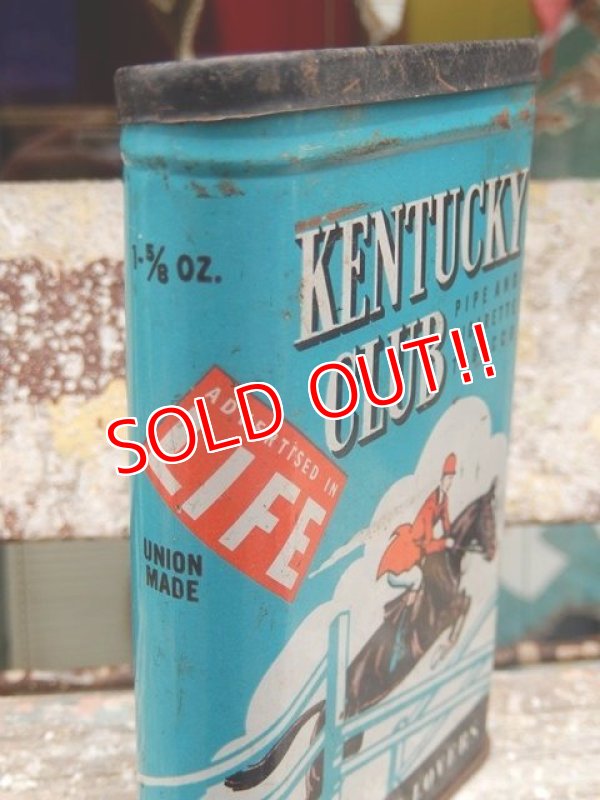 1-5/8 OZ.
KENTUCKY
CLUB
PIPE AND
SOLD OUT!!
ADVERTISED IN
LIFE
UNION
MADE